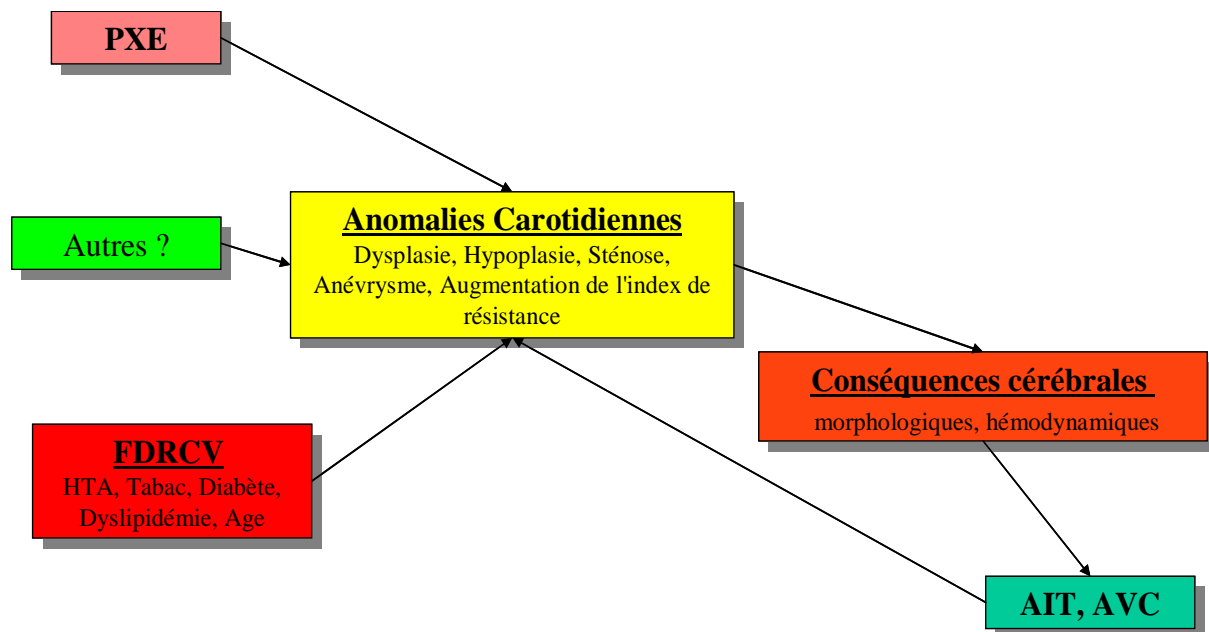 PXE
Autres ?
Anomalies Carotidiennes
Dysplasie, Hypoplasie, Sténose,
Anévrysme, Augmentation de l'index de
résistance
Conséquences cérébrales
morphologiques, hémodynamiques
FDRCV
HTA, Tabac, Diabète,
Dyslipidémie, Age
AIT, AVC